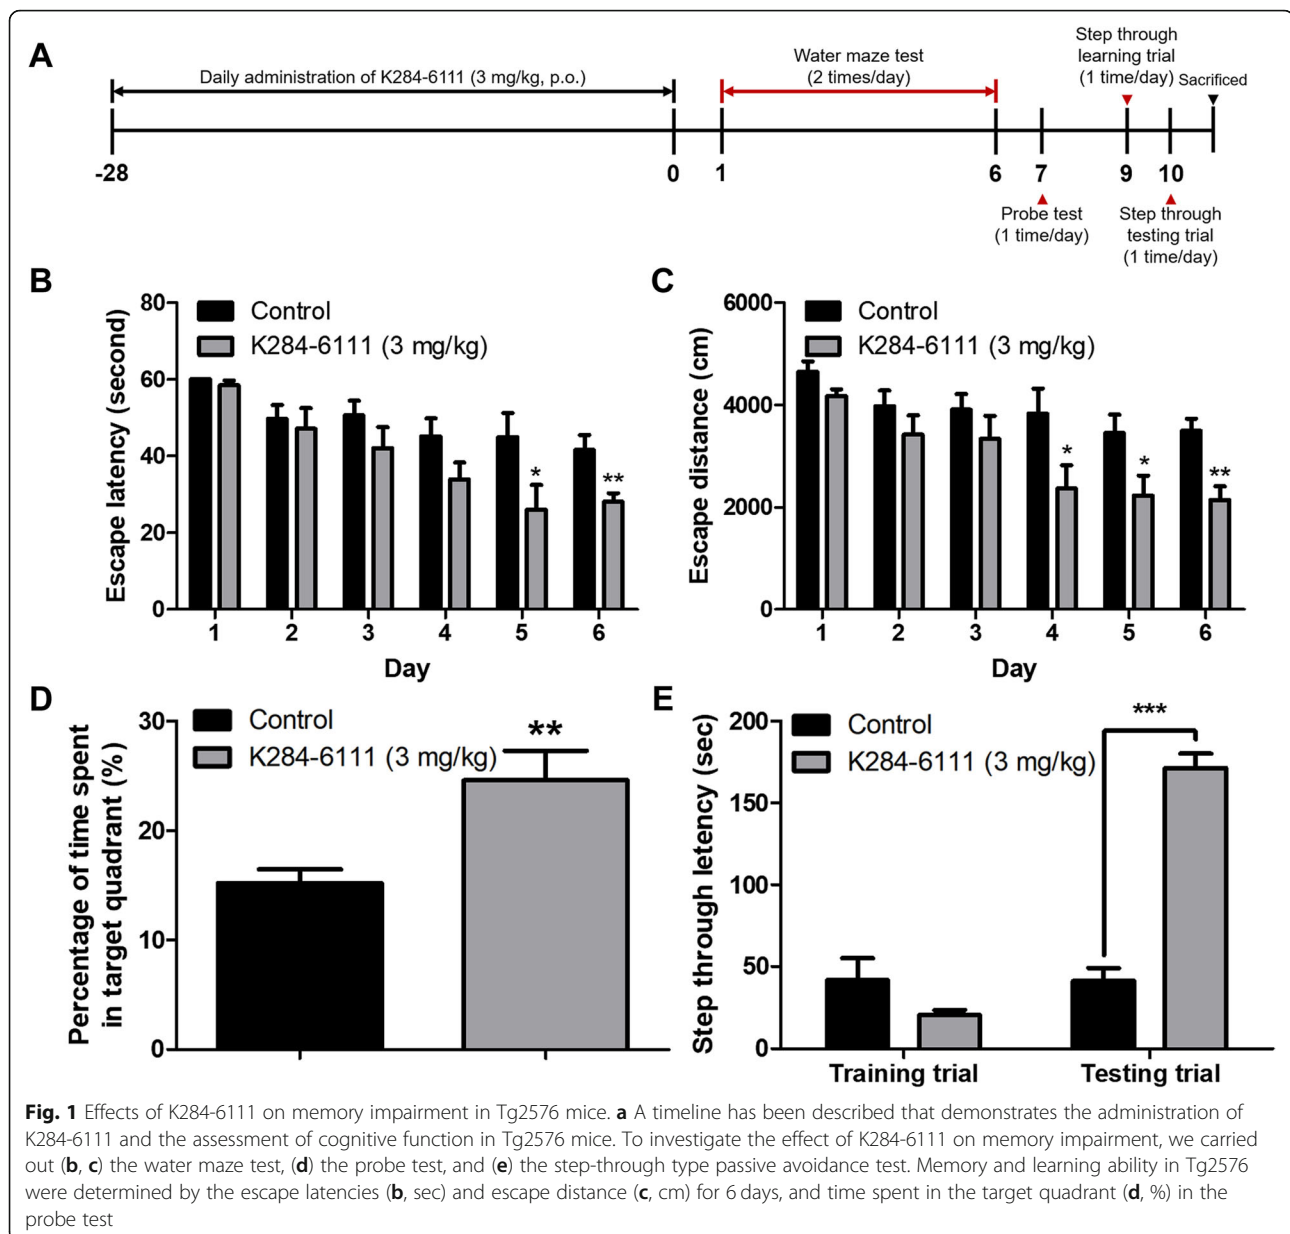 A
Daily administration of K284-6111 (3 mg/kg, p.o.)
Water maze test
(2 times/day)
Step through
learning trial
(1 time/day)
Sacrificed
-28
0
1
6
7
9
10
Probe test
(1 time/day)
Step through
testing trial
(1 time/day)
B
Escape latency (second)
80
60
40
20
0
Control
K284-6111 (3 mg/kg)
*
**
1 2 3 4 5 6
Day
C
Escape distance (cm)
6000
4000
2000
0
Control
K284-6111 (3 mg/kg)
*
*
**
1 2 3 4 5 6
Day
D
Percentage of time spent
in target quadrant (%)
30
20
10
0
Control
K284-6111 (3 mg/kg)
**
E
Step through letency (sec)
200
150
100
50
0
Control
K284-6111 (3 mg/kg)
***
Training trial
Testing trial
Fig. 1 Effects of K284-6111 on memory impairment in Tg2576 mice. a A timeline has been described that demonstrates the administration of
K284-6111 and the assessment of cognitive function in Tg2576 mice. To investigate the effect of K284-6111 on memory impairment, we carried
out (b, c) the water maze test, (d) the probe test, and (e) the step-through type passive avoidance test. Memory and learning ability in Tg2576
were determined by the escape latencies (b, sec) and escape distance (c, cm) for 6 days, and time spent in the target quadrant (d, %) in the
probe test